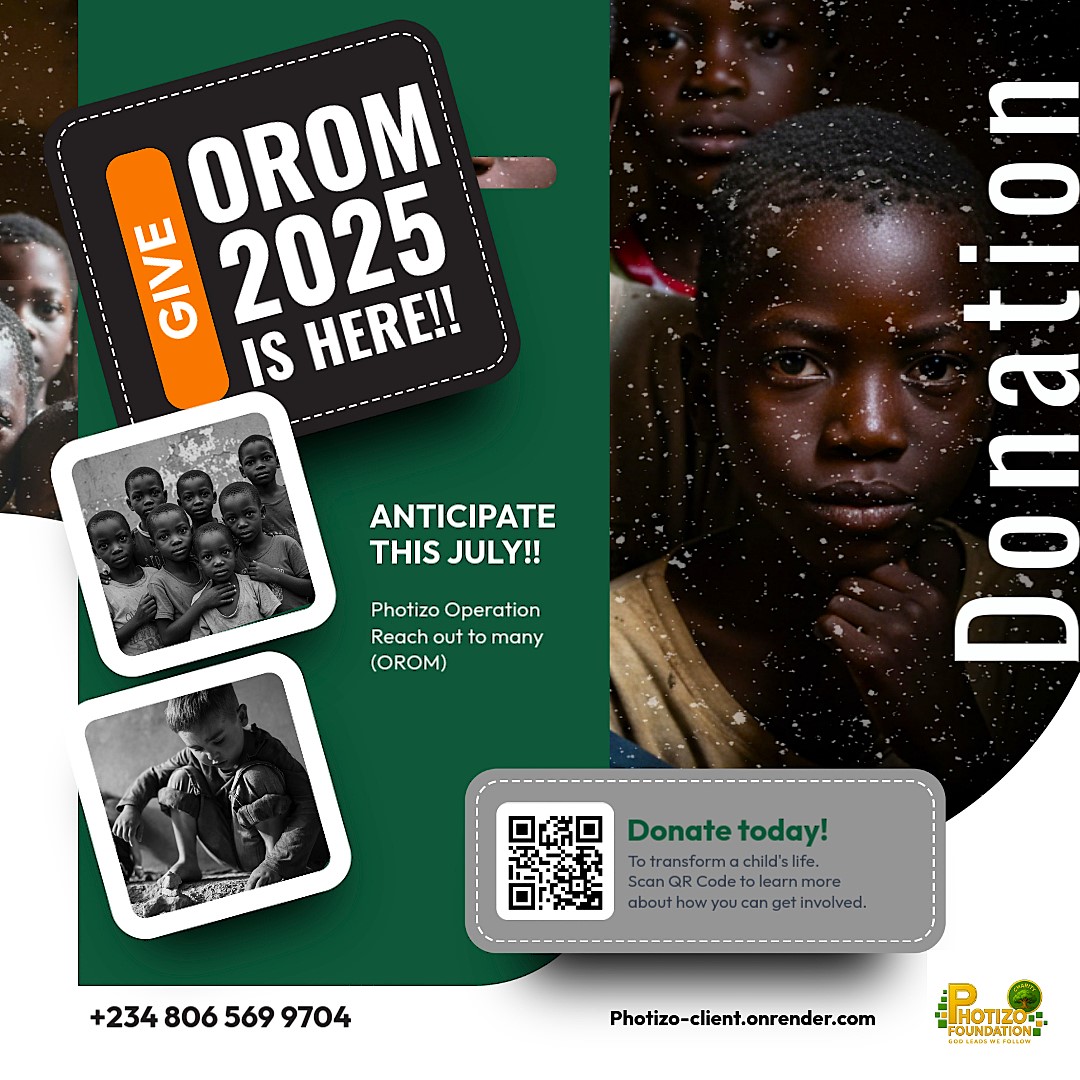 GIVE
OROM
2025
IS HERE!!
Donation
ANTICIPATE
THIS JULY!!
Photizo Operation
Reach out to many
(OROM)
Donate today!
To transform a child's life.
Scan QR Code to learn more
about how you can get involved.
+234 806 569 9704
Photizo-client.onrender.com
CHARITY
PHOTIZO
FOUNDATION
GOD LEADS WE FOLLOW